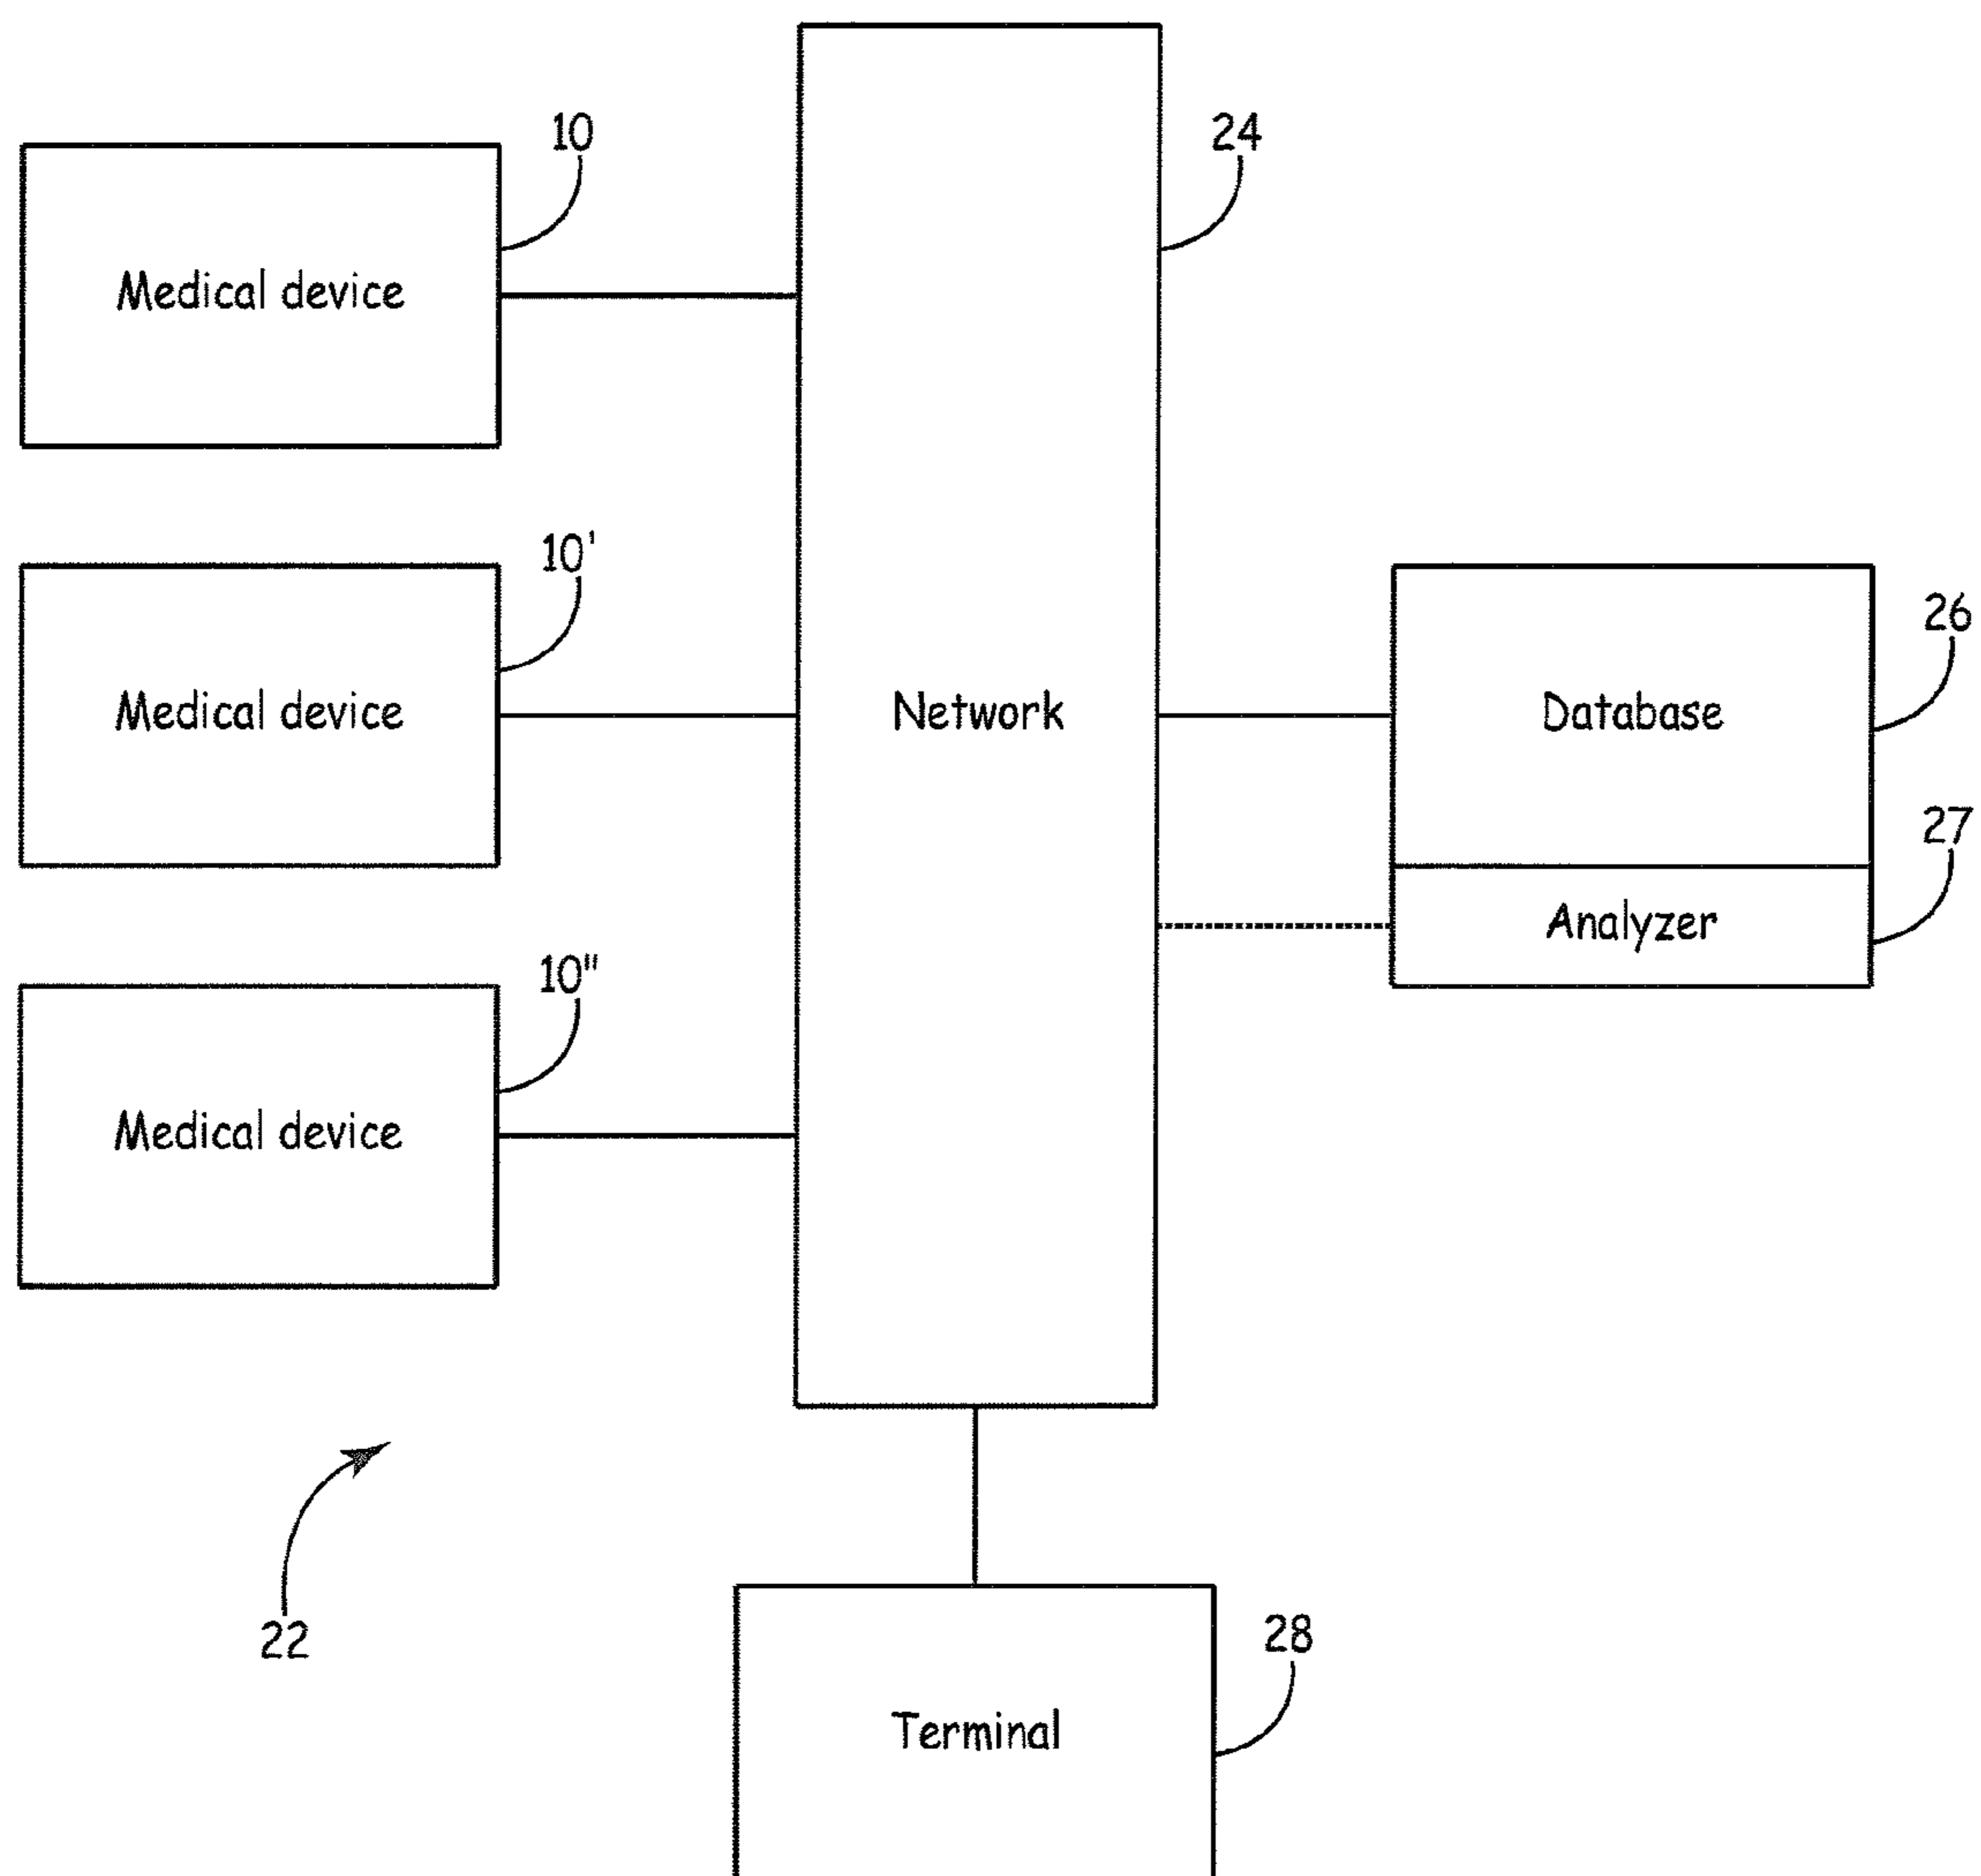 10
24
Medical device
10'
26
Medical device
Network
Database
27
Analyzer
10"
Medical device
22
28
Terminal